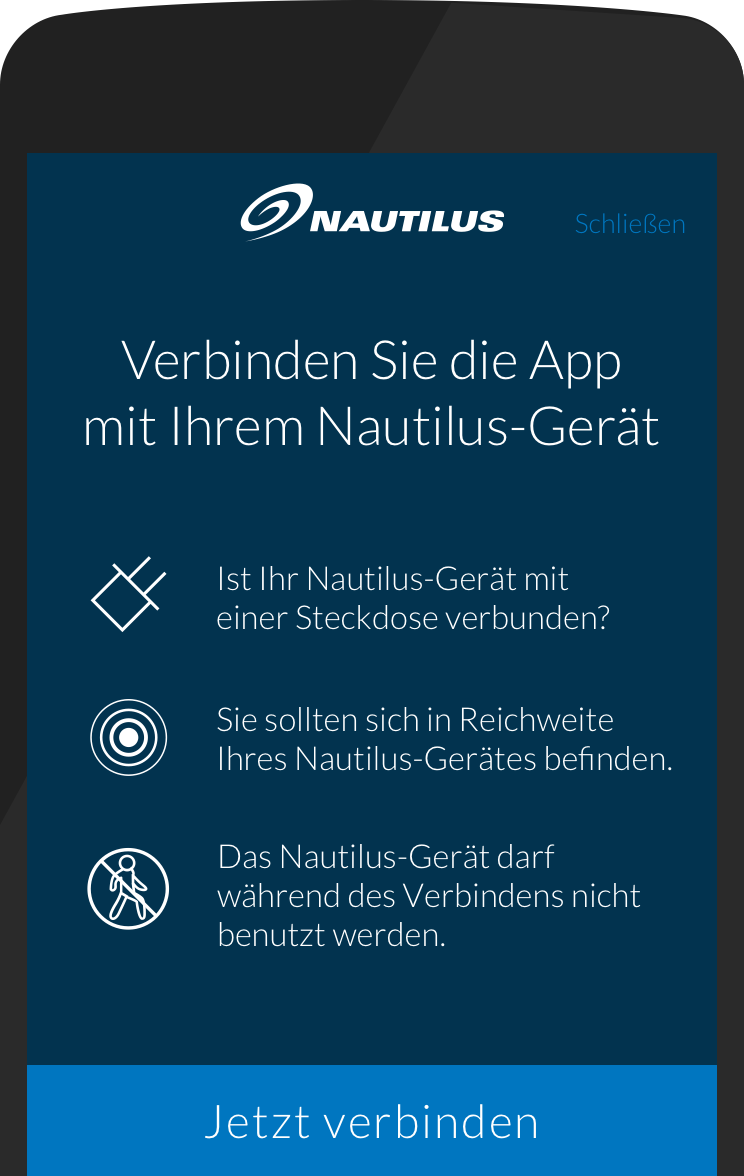 NAUTILUS
Schließen
Verbinden Sie die App
mit Ihrem Nautilus-Gerät
Ist Ihr Nautilus-Gerät mit
einer Steckdose verbunden?
Sie sollten sich in Reichweite
Ihres Nautilus-Gerätes befinden.
Das Nautilus-Gerät darf
während des Verbindens nicht
benutzt werden.
Jetzt verbinden